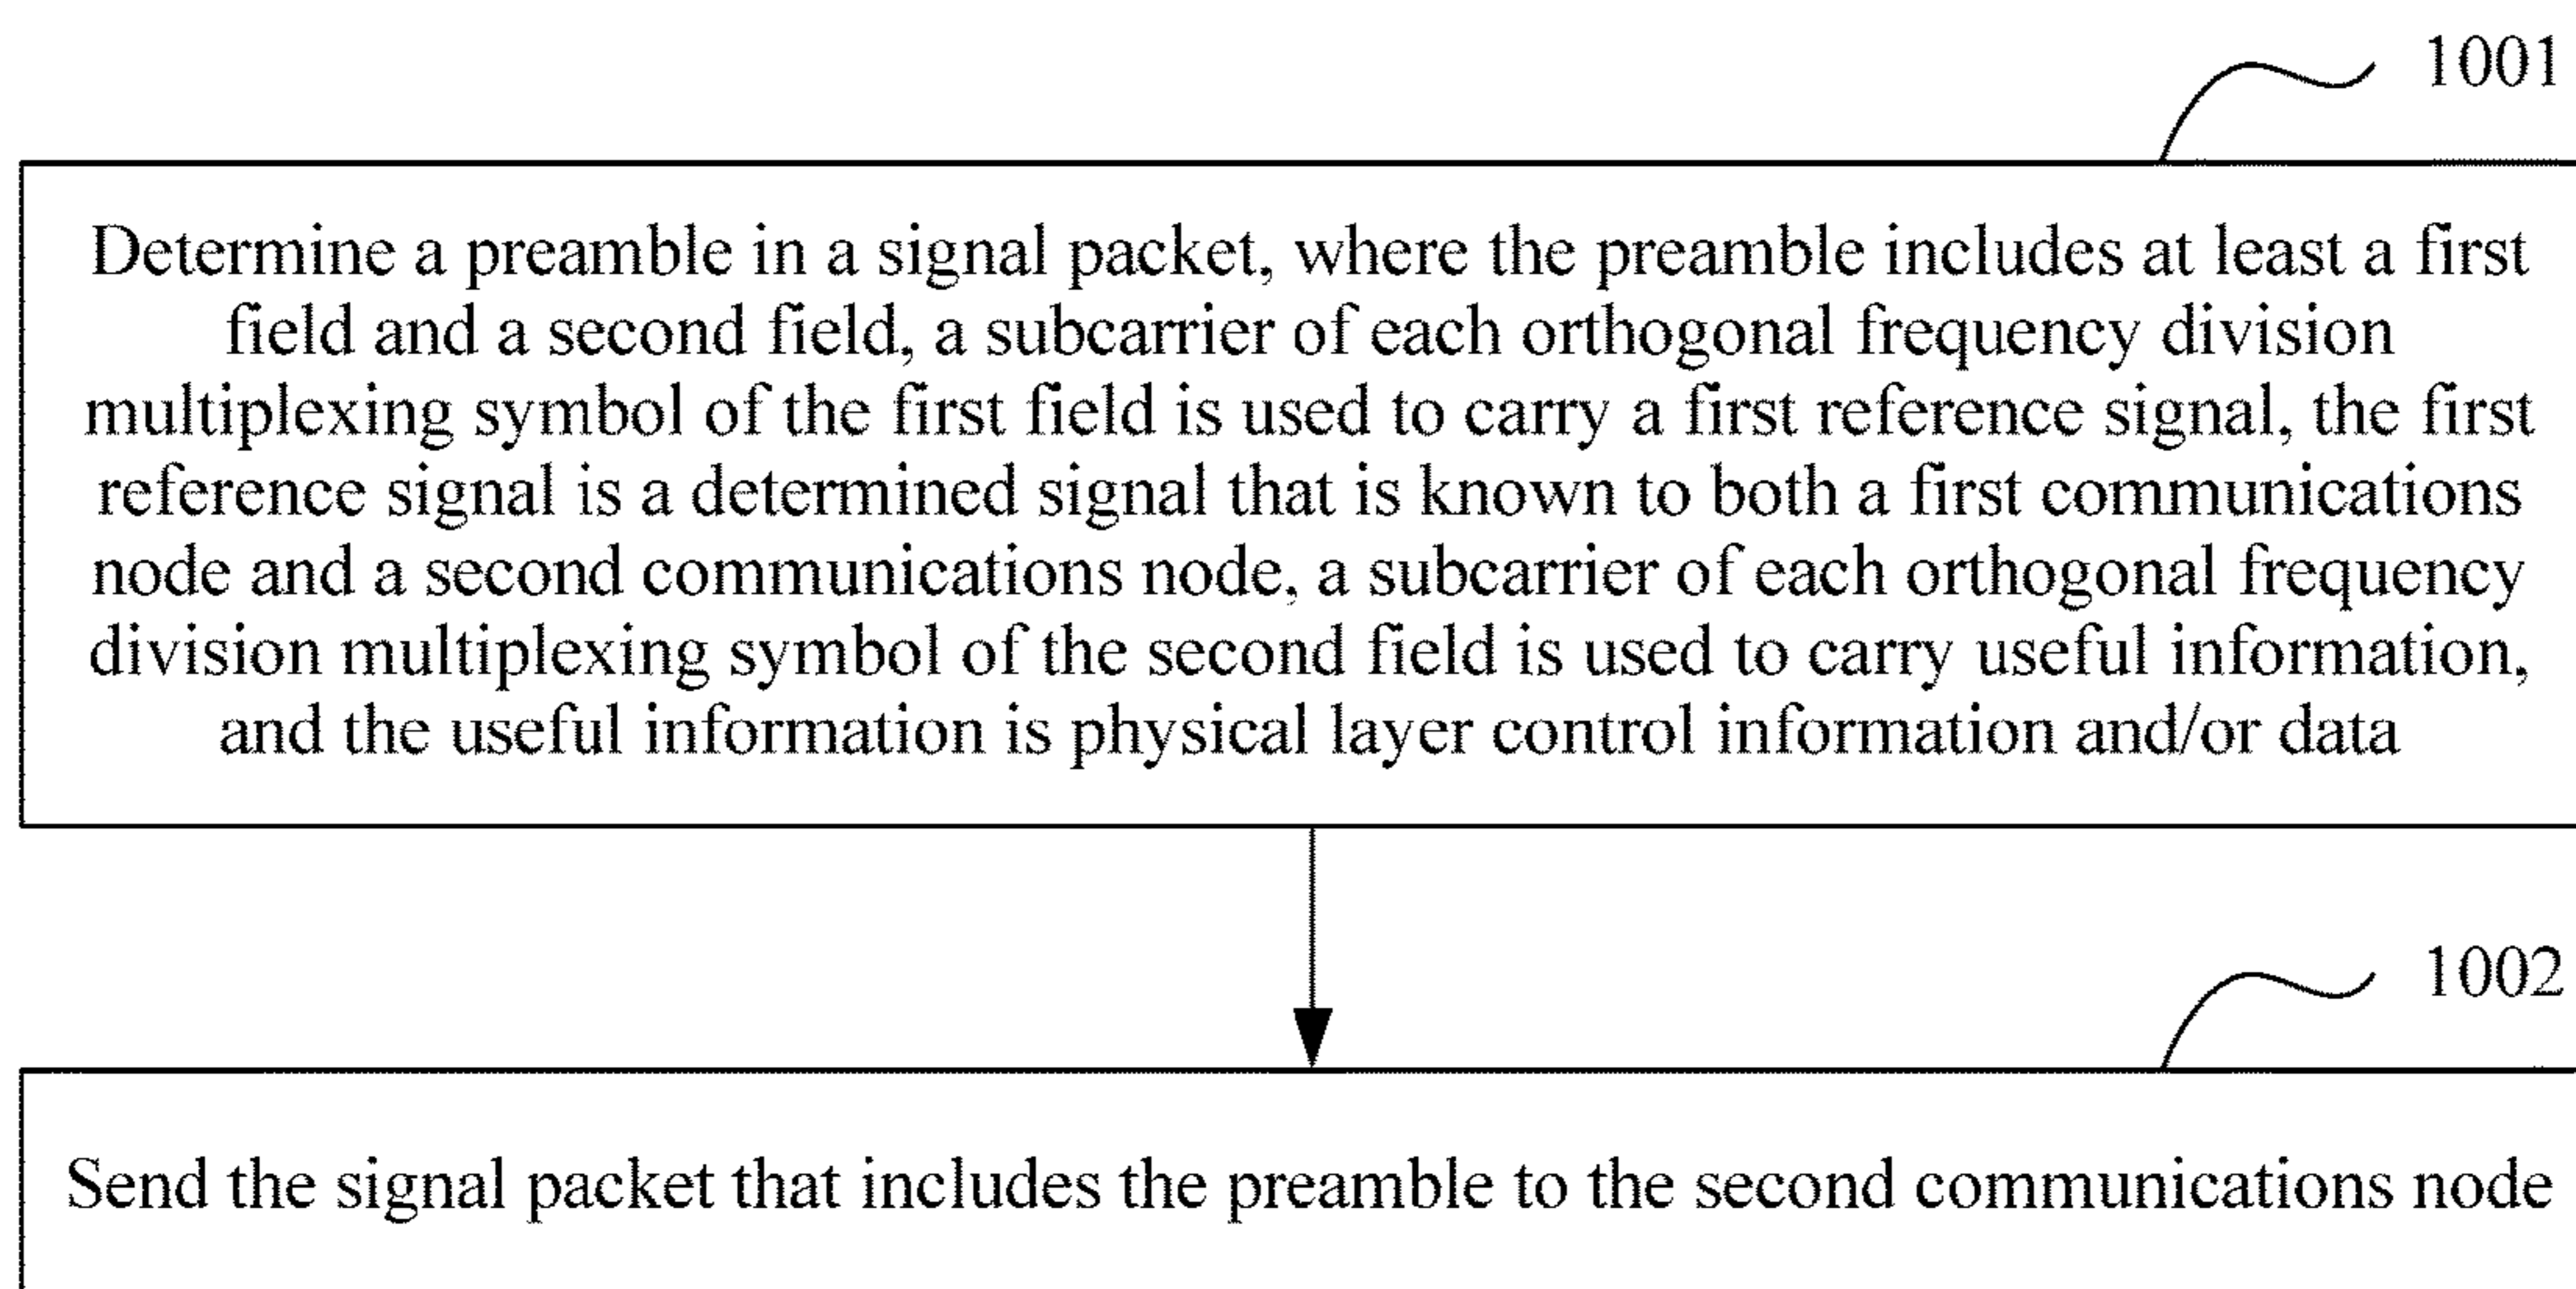 1001
Determine a preamble in a signal packet, where the preamble includes at least a first
field and a second field, a subcarrier of each orthogonal frequency division
multiplexing symbol of the first field is used to carry a first reference signal, the first
reference signal is a determined signal that is known to both a first communications
node and a second communications node, a subcarrier of each orthogonal frequency
division multiplexing symbol of the second field is used to carry useful information,
and the useful information is physical layer control information and/or data
1002
Send the signal packet that includes the preamble to the second communications node